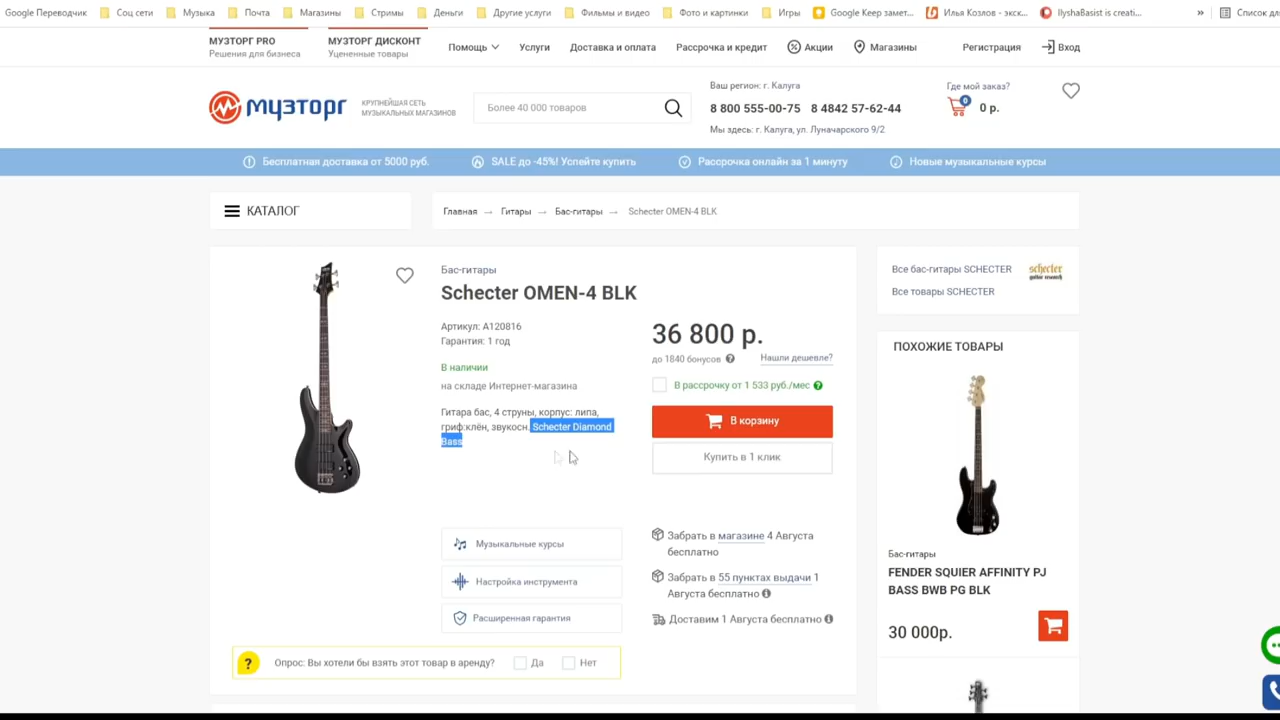 Google Переводчик Соц сети Музыка Почта Магазины Стримы Деньги Другие услуги Фильмы и видео Фото и картинки Игры Google Keep замет... Илья Козлов - экск... IlyshaBasist is creati... »
МУЗТОРГ PRO
Решения для бизнеса
МУЗТОРГ ДИСКОНТ
Уцененные товары
Помощь Услуги Доставка и оплата Рассрочка и кредит Акции Магазины Регистрация Вход
музторг
КРУПНЕЙШАЯ СЕТЬ
МУЗЫКАЛЬНЫХ МАГАЗИНОВ
Более 40 000 товаров
Ваш регион: г. Калуга
8 800 555-00-75 8 4842 57-62-44
Мы здесь: г. Калуга, ул. Луначарского 9/2
Где мой заказ?
0 0 р.
Бесплатная доставка от 5000 руб. SALE до -45%! Успейте купить Рассрочка онлайн за 1 минуту Новые музыкальные курсы
КАТАЛОГ
Главная → Гитары → Бас-гитары → Schecter OMEN-4 BLK
Бас-гитары
Schecter OMEN-4 BLK
Артикул: A120816
Гарантия: 1 год
В наличии
на складе Интернет-магазина
Гитара бас, 4 струны, корпус: липа,
гриф:клён, звукосн. Schecter Diamond
Bass
36 800 р.
до 1840 бонусов ? Нашли дешевле?
В рассрочку от 1 533 руб./мес ?
В корзину
Купить в 1 клик
Музыкальные курсы
Настройка инструмента
Расширенная гарантия
Забрать в магазине 4 Августа
бесплатно
Забрать в 55 пунктах выдачи 1
Августа бесплатно
Доставим 1 Августа бесплатно
? Опрос: Вы хотели бы взять этот товар в аренду? Да Нет
Все бас-гитары SCHECTER
Все товары SCHECTER
schecter
guitar research
ПОХОЖИЕ ТОВАРЫ
Бас-гитары
FENDER SQUIER AFFINITY PJ
BASS BWB PG BLK
30 000р.